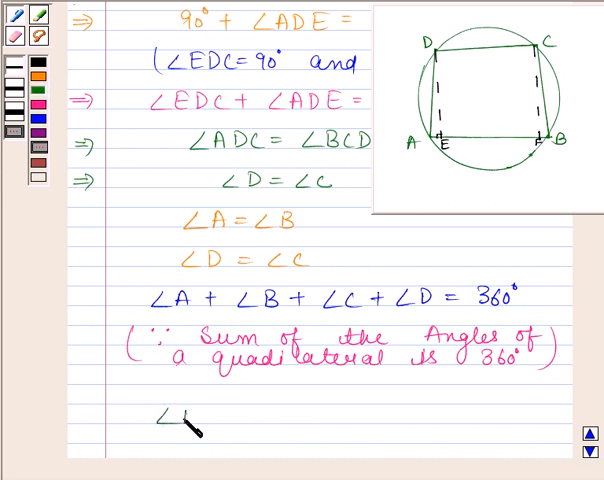 ⇒ 90° + ∠ADE =
(∠EDC = 90° and
⇒ ∠EDC + ∠ADE =
⇒ ∠ADC = ∠BCD
⇒ ∠D = ∠C
∠A = ∠B
∠D = ∠C
∠A + ∠B + ∠C + ∠D = 360°
(∵ Sum of the Angles of
a quadilateral is 360°)
∠
D C
A E F B